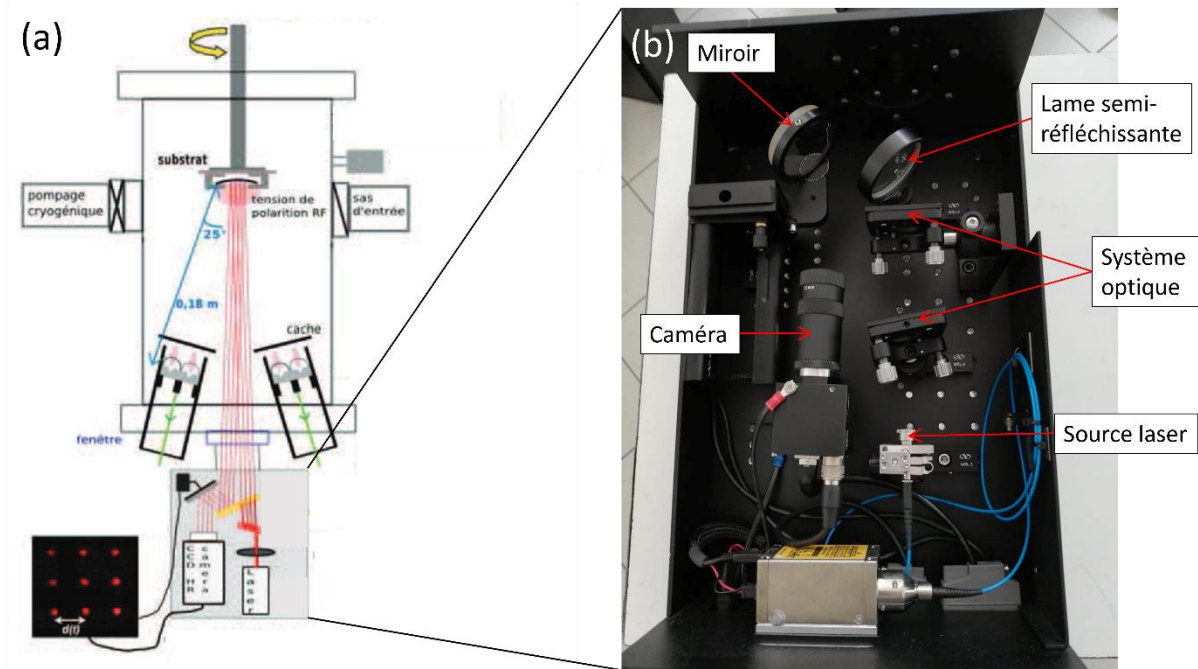 (a)
substrat
pompage
cryogénique
tension de
polarition RF
sas
d'entrée
25°
0,18 m
cache
fenêtre
CCD HR
camera
Laser
d(t)
(b)
Miroir
Lame semi-
réfléchissante
Système
optique
Caméra
Source laser